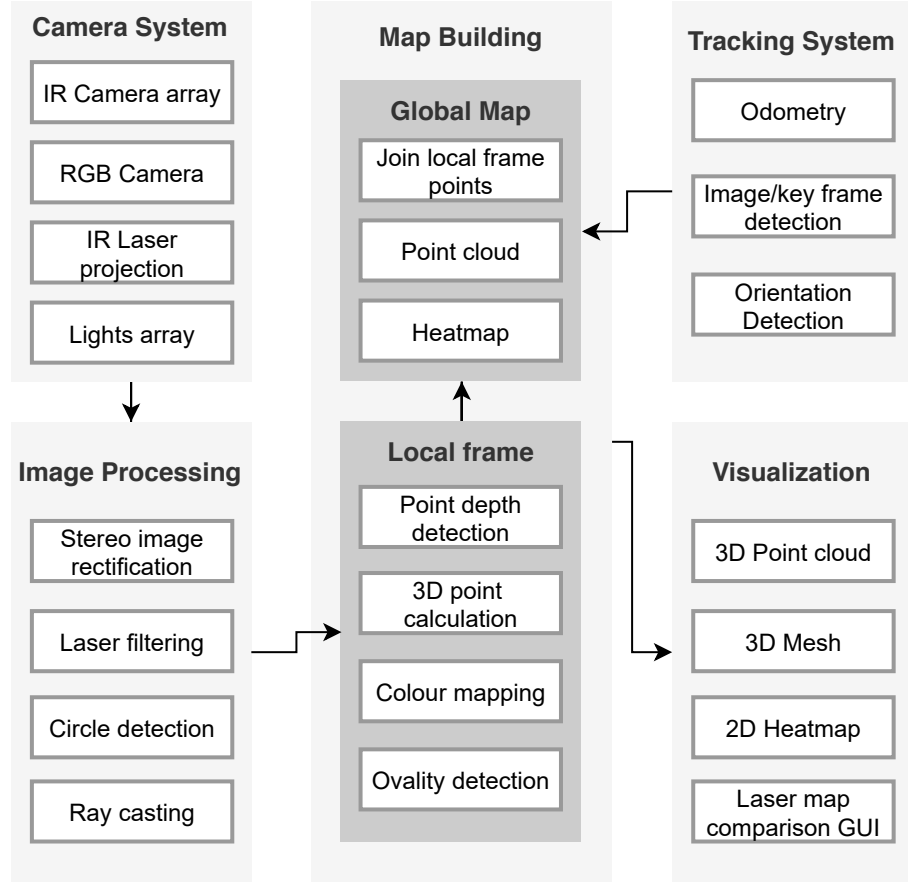 Camera System
IR Camera array
RGB Camera
IR Laser
projection
Lights array
Image Processing
Stereo image
rectification
Laser filtering
Circle detection
Ray casting
Map Building
Global Map
Join local frame
points
Point cloud
Heatmap
Local frame
Point depth
detection
3D point
calculation
Colour mapping
Ovality detection
Tracking System
Odometry
Image/key frame
detection
Orientation
Detection
Visualization
3D Point cloud
3D Mesh
2D Heatmap
Laser map
comparison GUI